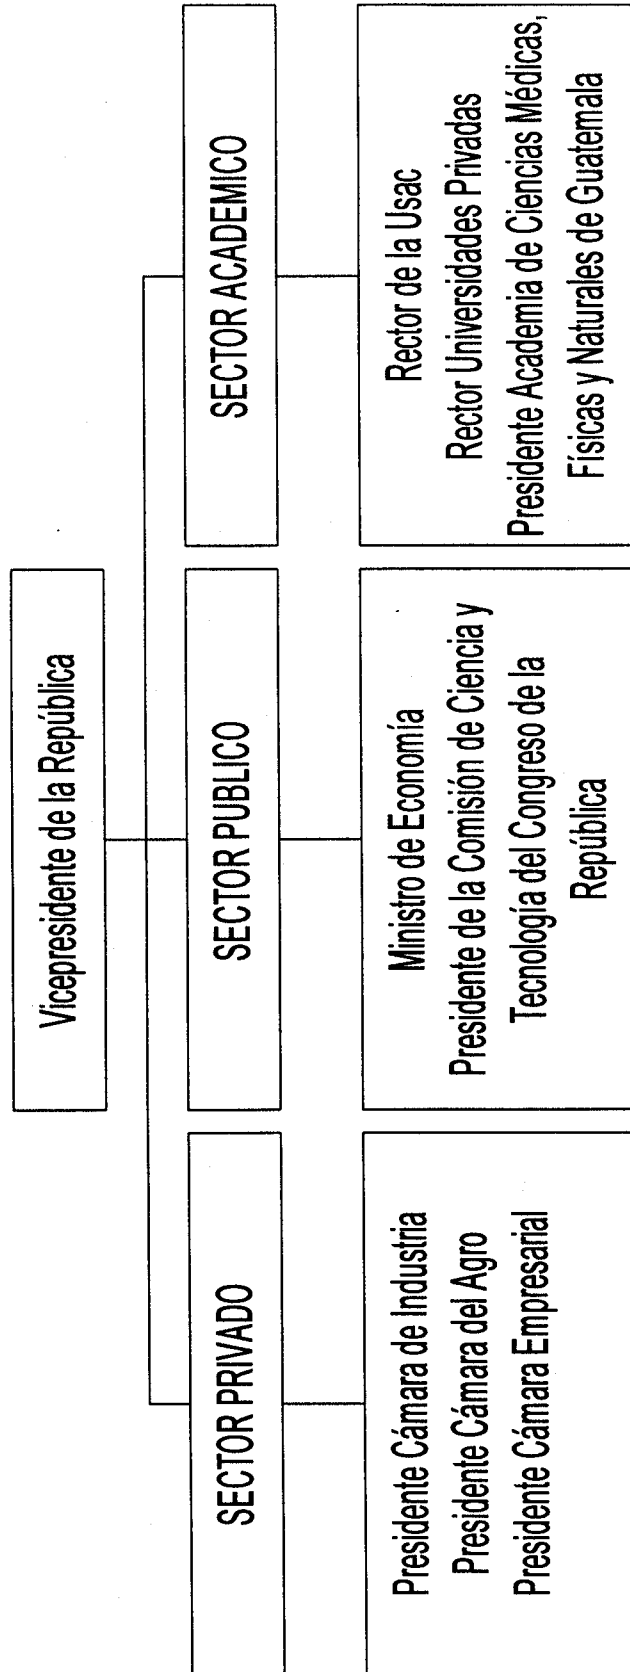 Vicepresidente de la República
SECTOR PRIVADO
SECTOR PUBLICO
SECTOR ACADEMICO
Presidente Cámara de Industria
Presidente Cámara del Agro
Presidente Cámara Empresarial
Ministro de Economía
Presidente de la Comisión de Ciencia y
Tecnología del Congreso de la
República
Rector de la Usac
Rector Universidades Privadas
Presidente Academia de Ciencias Médicas,
Físicas y Naturales de Guatemala